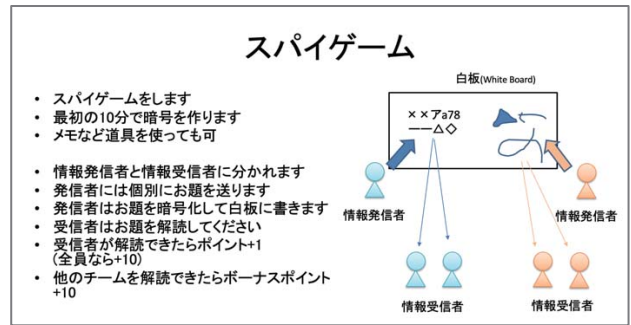 スパイゲーム
• スパイゲームをします
• 最初の10分で暗号を作ります
• メモなど道具を使っても可
• 情報発信者と情報受信者に分かれます
• 発信者には個別にお題を送ります
• 発信者はお題を暗号化して白板に書きます
• 受信者はお題を解読してください
• 受信者が解読できたらポイント+1
(全員なら+10)
• 他のチームを解読できたらボーナスポイント
+10
白板(White Board)
××アa78
一一△◇
情報発信者
情報発信者
情報受信者
情報受信者